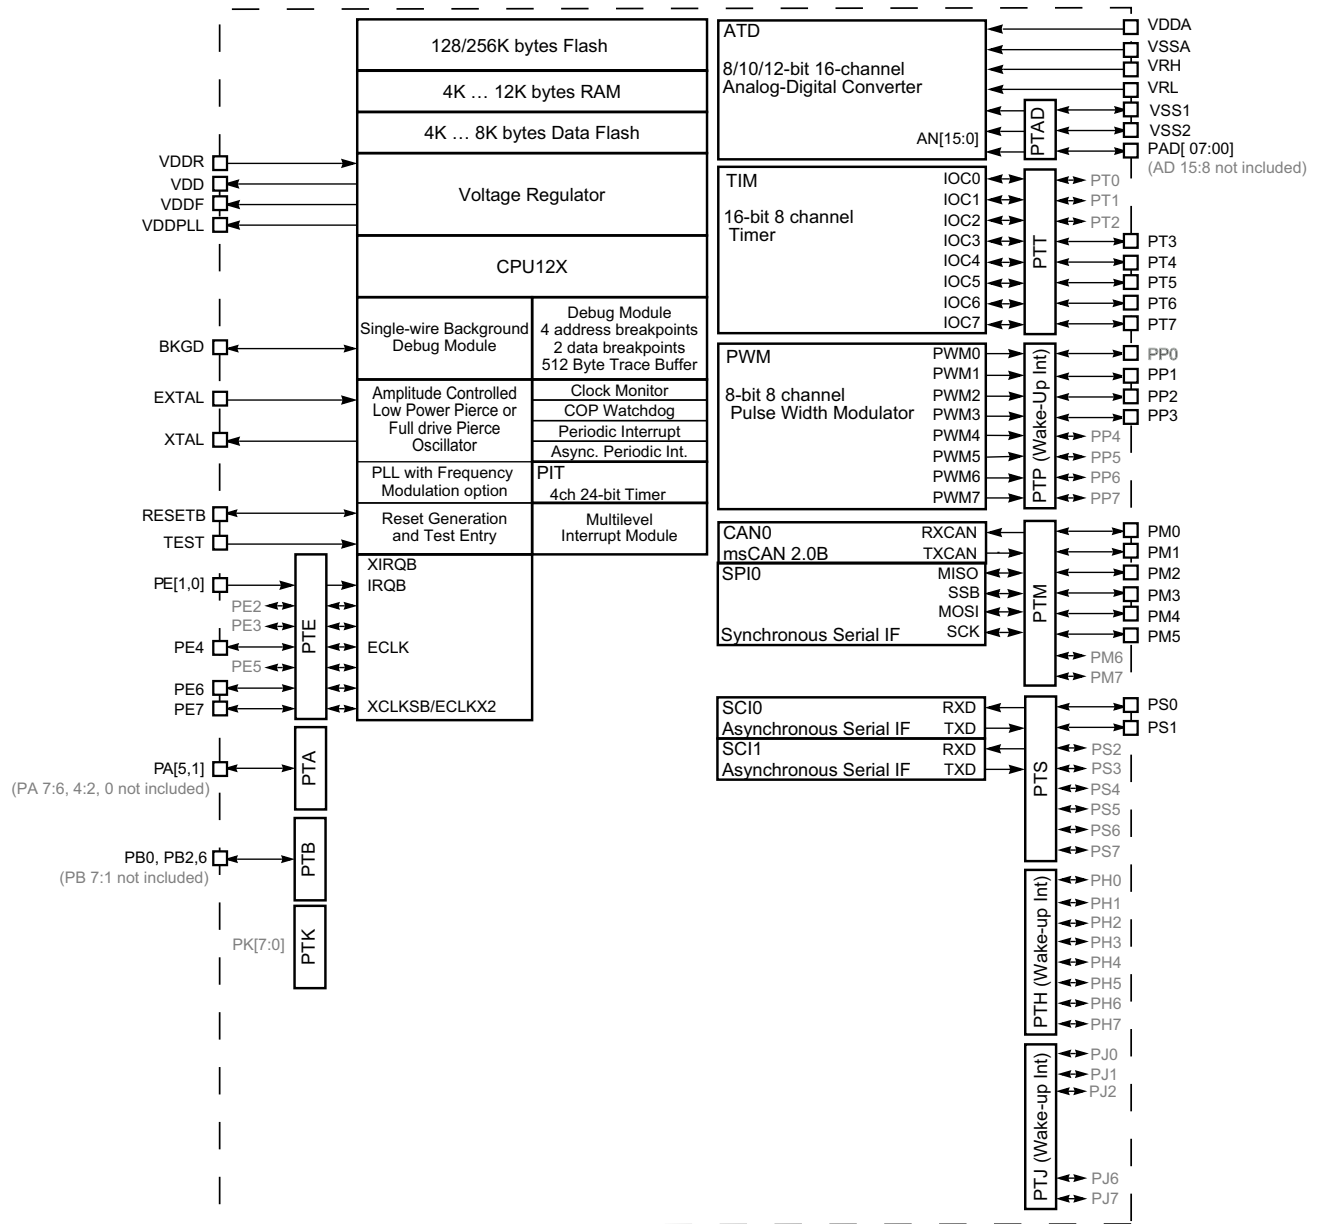 128/256K bytes Flash
4K … 12K bytes RAM
4K … 8K bytes Data Flash
VDDR
VDD
VDDF
VDDPLL
Voltage Regulator
CPU12X
BKGD
Single-wire Background
Debug Module
Debug Module
4 address breakpoints
2 data breakpoints
512 Byte Trace Buffer
EXTAL
XTAL
Amplitude Controlled
Low Power Pierce or
Full drive Pierce
Oscillator
Clock Monitor
COP Watchdog
Periodic Interrupt
Async. Periodic Int.
PLL with Frequency
Modulation option
PIT
4ch 24-bit Timer
RESETB
TEST
Reset Generation
and Test Entry
Multilevel
Interrupt Module
PE[1,0]
PE2
PE3
PE4
PE5
PE6
PE7
PTE
XIRQB
IRQB
ECLK
XCLKSB/ECLKX2
PA[5,1]
(PA 7:6, 4:2, 0 not included)
PTA
PB0, PB2,6
(PB 7:1 not included)
PTB
PK[7:0]
PTK
ATD
8/10/12-bit 16-channel
Analog-Digital Converter
AN[15:0]
PTAD
VDDA
VSSA
VRH
VRL
VSS1
VSS2
PAD[ 07:00]
(AD 15:8 not included)
TIM
16-bit 8 channel
Timer
IOC0
IOC1
IOC2
IOC3
IOC4
IOC5
IOC6
IOC7
PTT
PT0
PT1
PT2
PT3
PT4
PT5
PT6
PT7
PWM
8-bit 8 channel
Pulse Width Modulator
PWM0
PWM1
PWM2
PWM3
PWM4
PWM5
PWM6
PWM7
PTP (Wake-Up Int)
PP0
PP1
PP2
PP3
PP4
PP5
PP6
PP7
CAN0
msCAN 2.0B
RXCAN
TXCAN
SPI0
Synchronous Serial IF
MISO
SSB
MOSI
SCK
PTM
PM0
PM1
PM2
PM3
PM4
PM5
PM6
PM7
SCI0
Asynchronous Serial IF
RXD
TXD
SCI1
Asynchronous Serial IF
RXD
TXD
PTS
PS0
PS1
PS2
PS3
PS4
PS5
PS6
PS7
PTH (Wake-up Int)
PH0
PH1
PH2
PH3
PH4
PH5
PH6
PH7
PTJ (Wake-up Int)
PJ0
PJ1
PJ2
PJ6
PJ7